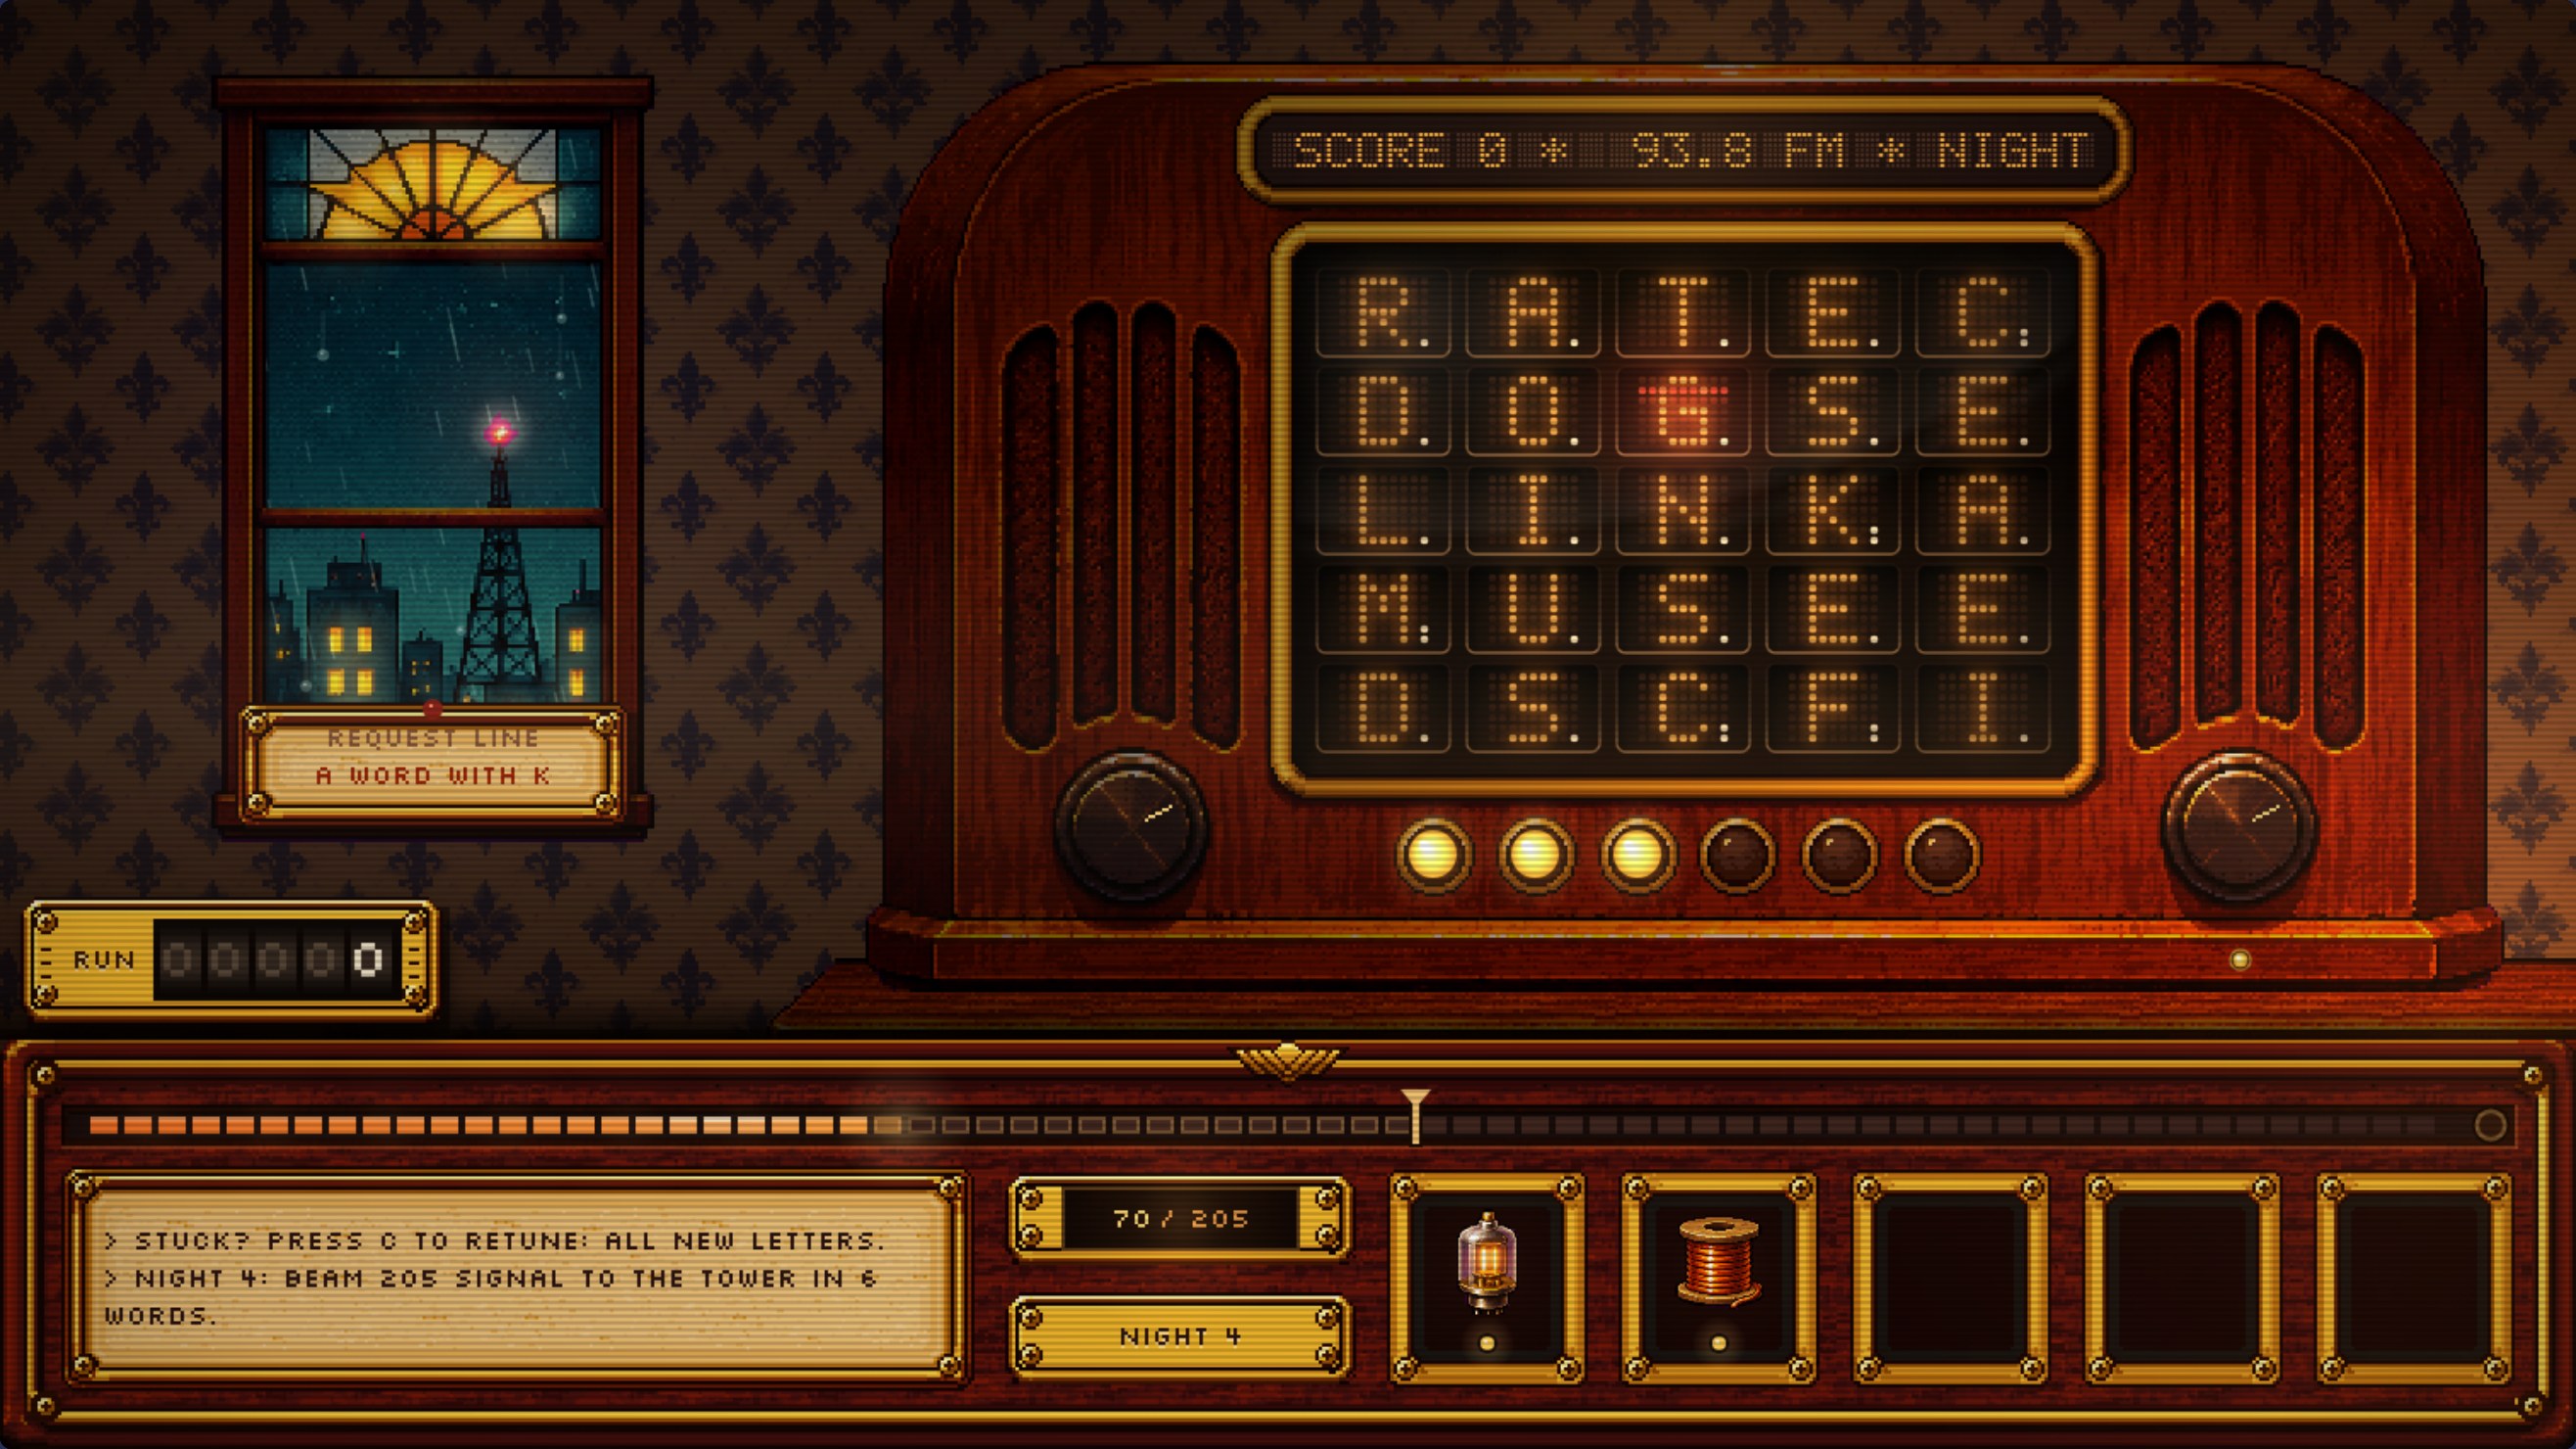 SCORE 0 * 93.8 FM * NIGHT
R. A. T. E. C:
D. O. G. S. E.
L. I. N. K: A.
M: U. S. E. E.
D. S. C: F: I.
REQUEST LINE
A WORD WITH K
RUN 00000
> STUCK? PRESS C TO RETUNE: ALL NEW LETTERS.
> NIGHT 4: BEAM 205 SIGNAL TO THE TOWER IN 6
WORDS.
70 / 205
NIGHT 4